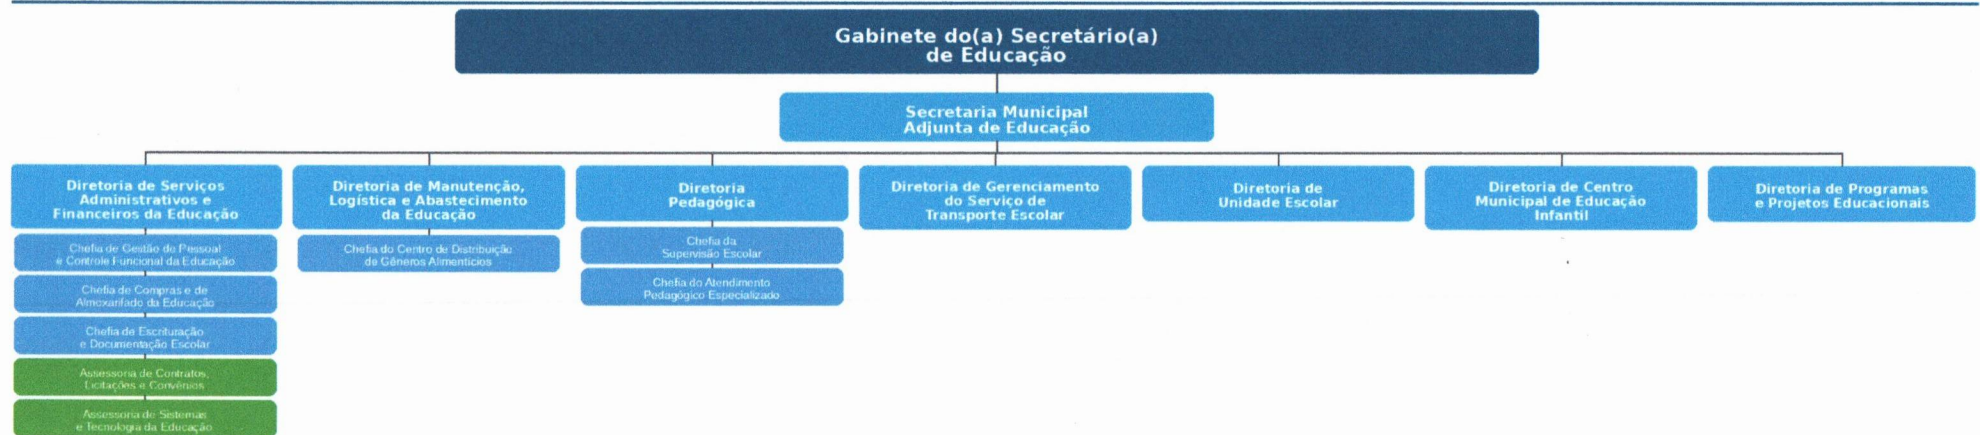 Gabinete do(a) Secretário(a)
de Educação
Secretaria Municipal
Adjunta de Educação
Diretoria de Serviços
Administrativos e
Financeiros da Educação
Chefia de Gestão de Pessoal
e Controle Funcional da Educação
Chefia de Compras e de
Almoxarifado da Educação
Chefia de Escrituração
e Documentação Escolar
Assessoria de Contratos,
Licitações e Convênios
Assessoria de Sistemas
e Tecnologia da Educação
Diretoria de Manutenção,
Logística e Abastecimento
da Educação
Chefia do Centro de Distribuição
de Gêneros Alimentícios
Diretoria
Pedagógica
Chefia da
Supervisão Escolar
Chefia do Atendimento
Pedagógico Especializado
Diretoria de Gerenciamento
do Serviço de
Transporte Escolar
Diretoria de
Unidade Escolar
Diretoria de Centro
Municipal de Educação
Infantil
Diretoria de Programas
e Projetos Educacionais